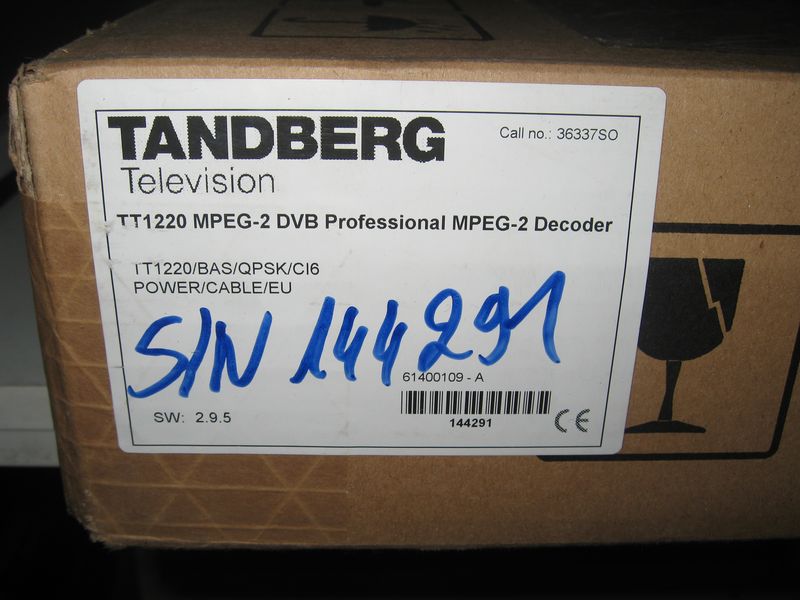 TANDBERG
Call no.: 36337SO
Television
TT1220 MPEG-2 DVB Professional MPEG-2 Decoder
TT1220/BAS/QPSK/CI6
POWER/CABLE/EU
S/N 144291
61400109 - A
SW: 2.9.5
144291
CE